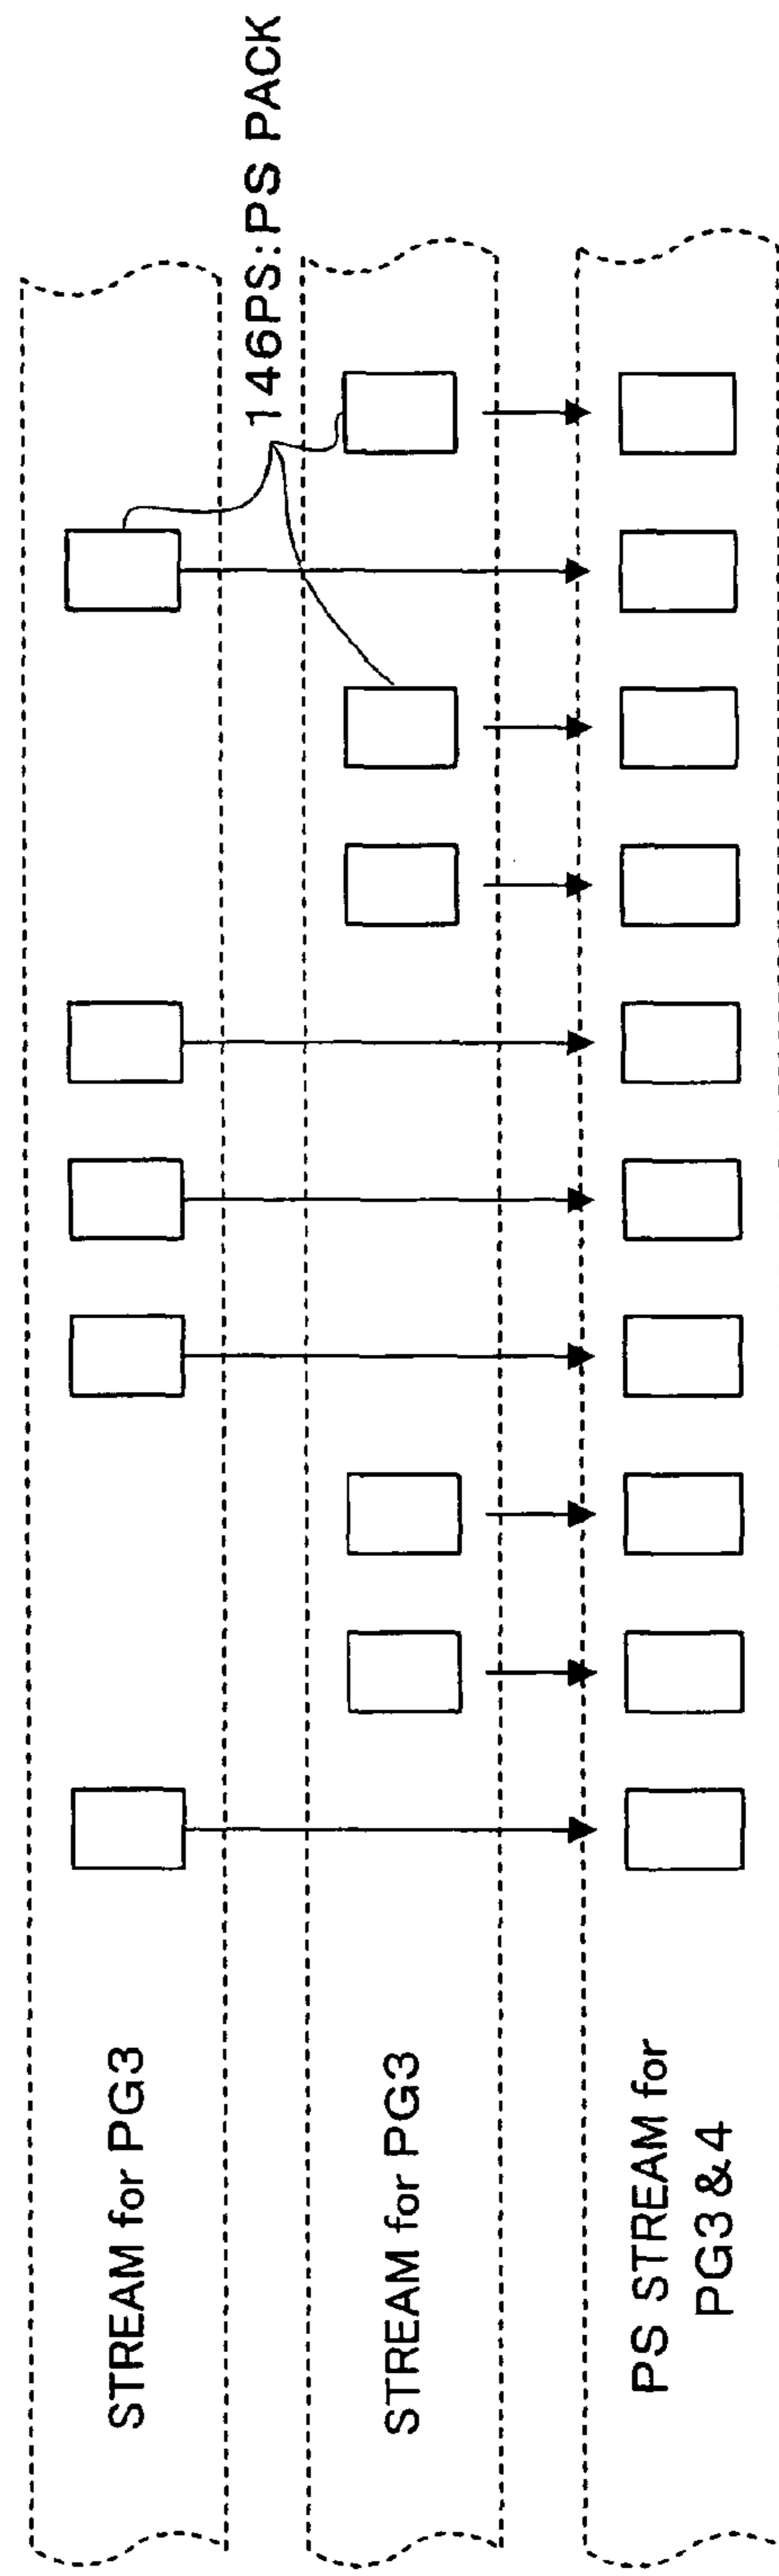 146PS:PS PACK
STREAM for PG3
STREAM for PG3
PS STREAM for
PG3 & 4